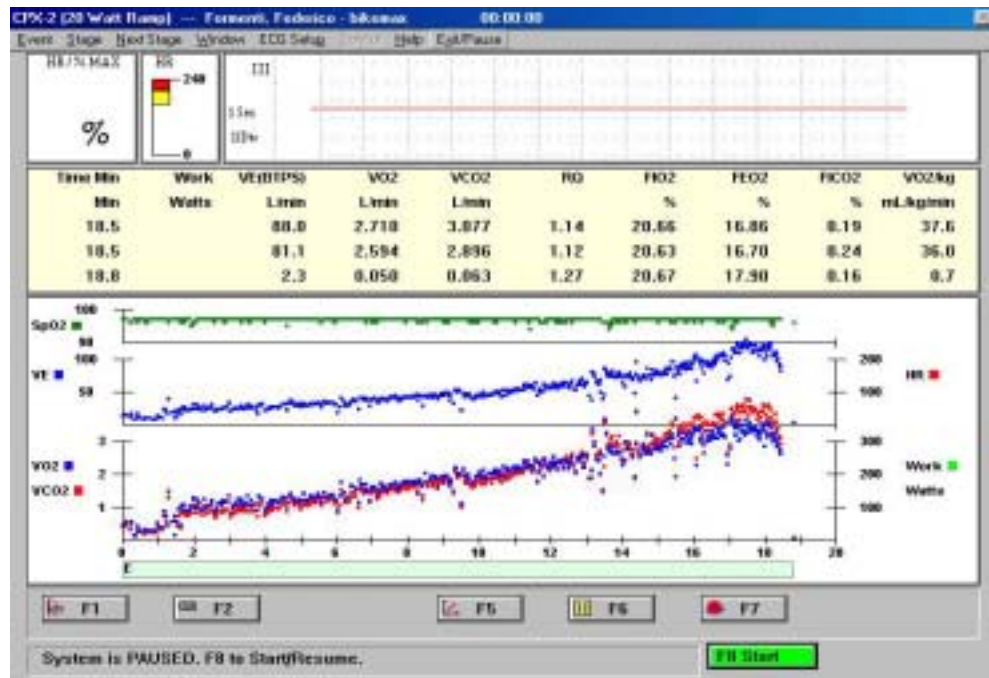 CPX-2 (20 Watt Ramp) --- Formenti, Federico - bikemax 00:00:00
Event Stage Next Stage Window ECG Setup Help Exit/Pause
HR/% MAX HR III
240
%
0
Time Min Work VE(BTPS) VO2 VCO2 RQ FIO2 FEO2 FICO2 VO2/kg
Min Watts L/min L/min L/min % % % mL/kg/min
18.5 88.0 2.710 3.077 1.14 20.66 16.86 0.19 37.6
18.5 81.1 2.594 2.896 1.12 20.63 16.70 0.24 36.0
18.8 2.3 0.050 0.063 1.27 20.67 17.90 0.16 0.7
100
SpO2
90
100 200
VE HR
50 100
3 300
VO2 Work
2 200
VCO2 Watts
1 100
0 2 4 6 8 10 12 14 16 18 20
E
F1 F2 F5 F6 F7
System is PAUSED. F8 to Start/Resume. F8 Start